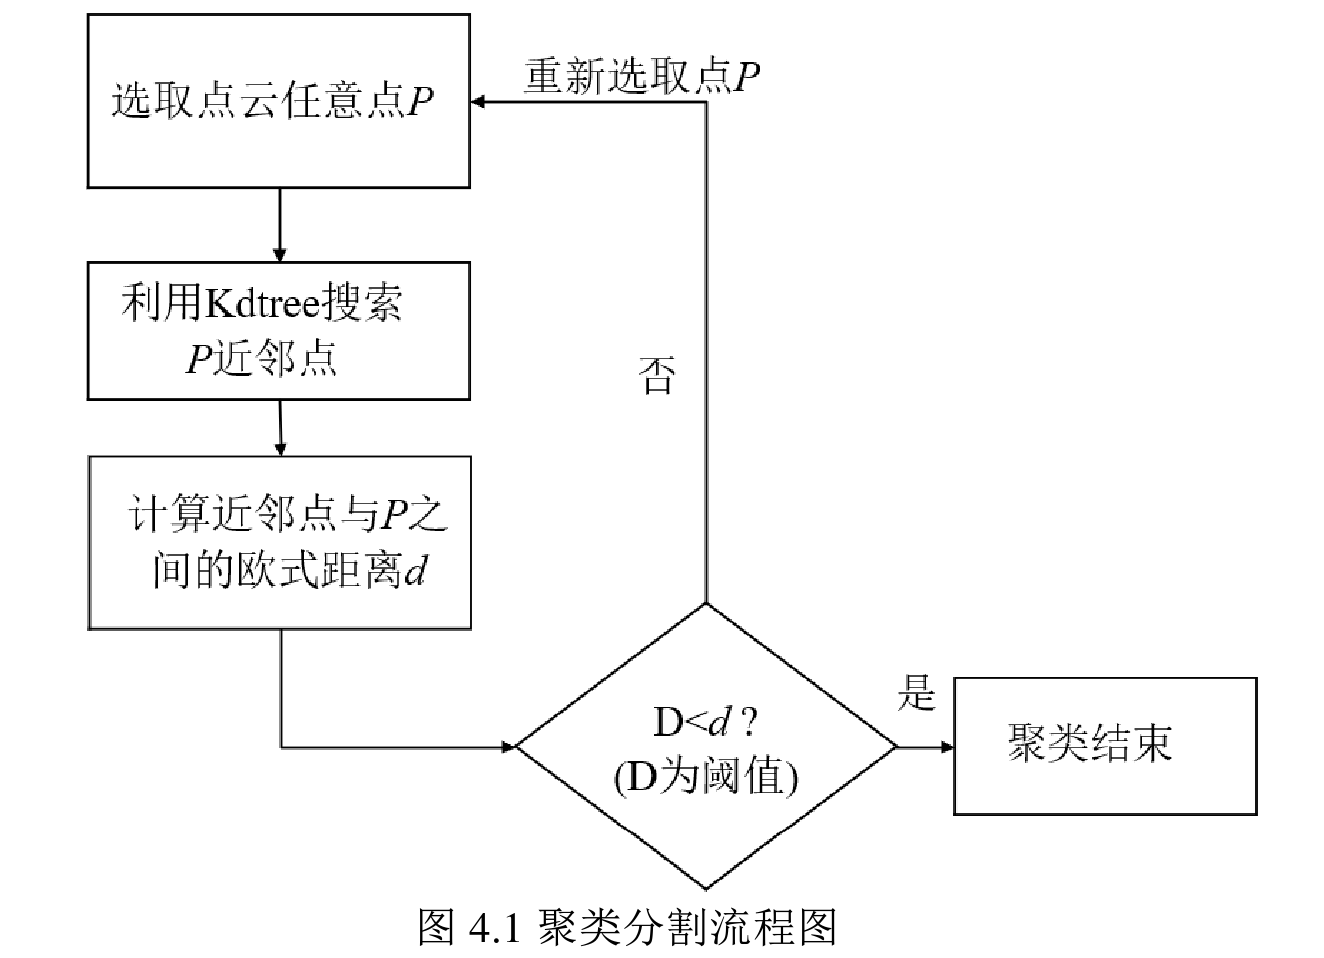 选取点云任意点P
重新选取点P
利用Kdtree搜索
P近邻点
否
计算近邻点与P之
间的欧式距离d
D<d？
(D为阈值)
是
聚类结束
图 4.1 聚类分割流程图